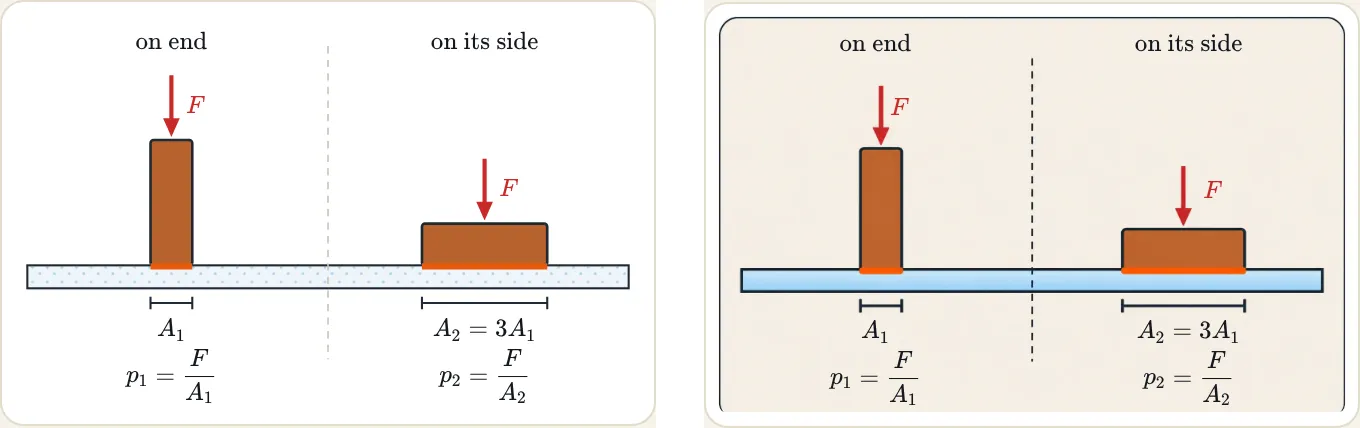 on end
on its side
F
F
A₁
A₂ = 3A₁
p₁ = F/A₁
p₂ = F/A₂
on end
on its side
F
F
A₁
A₂ = 3A₁
p₁ = F/A₁
p₂ = F/A₂